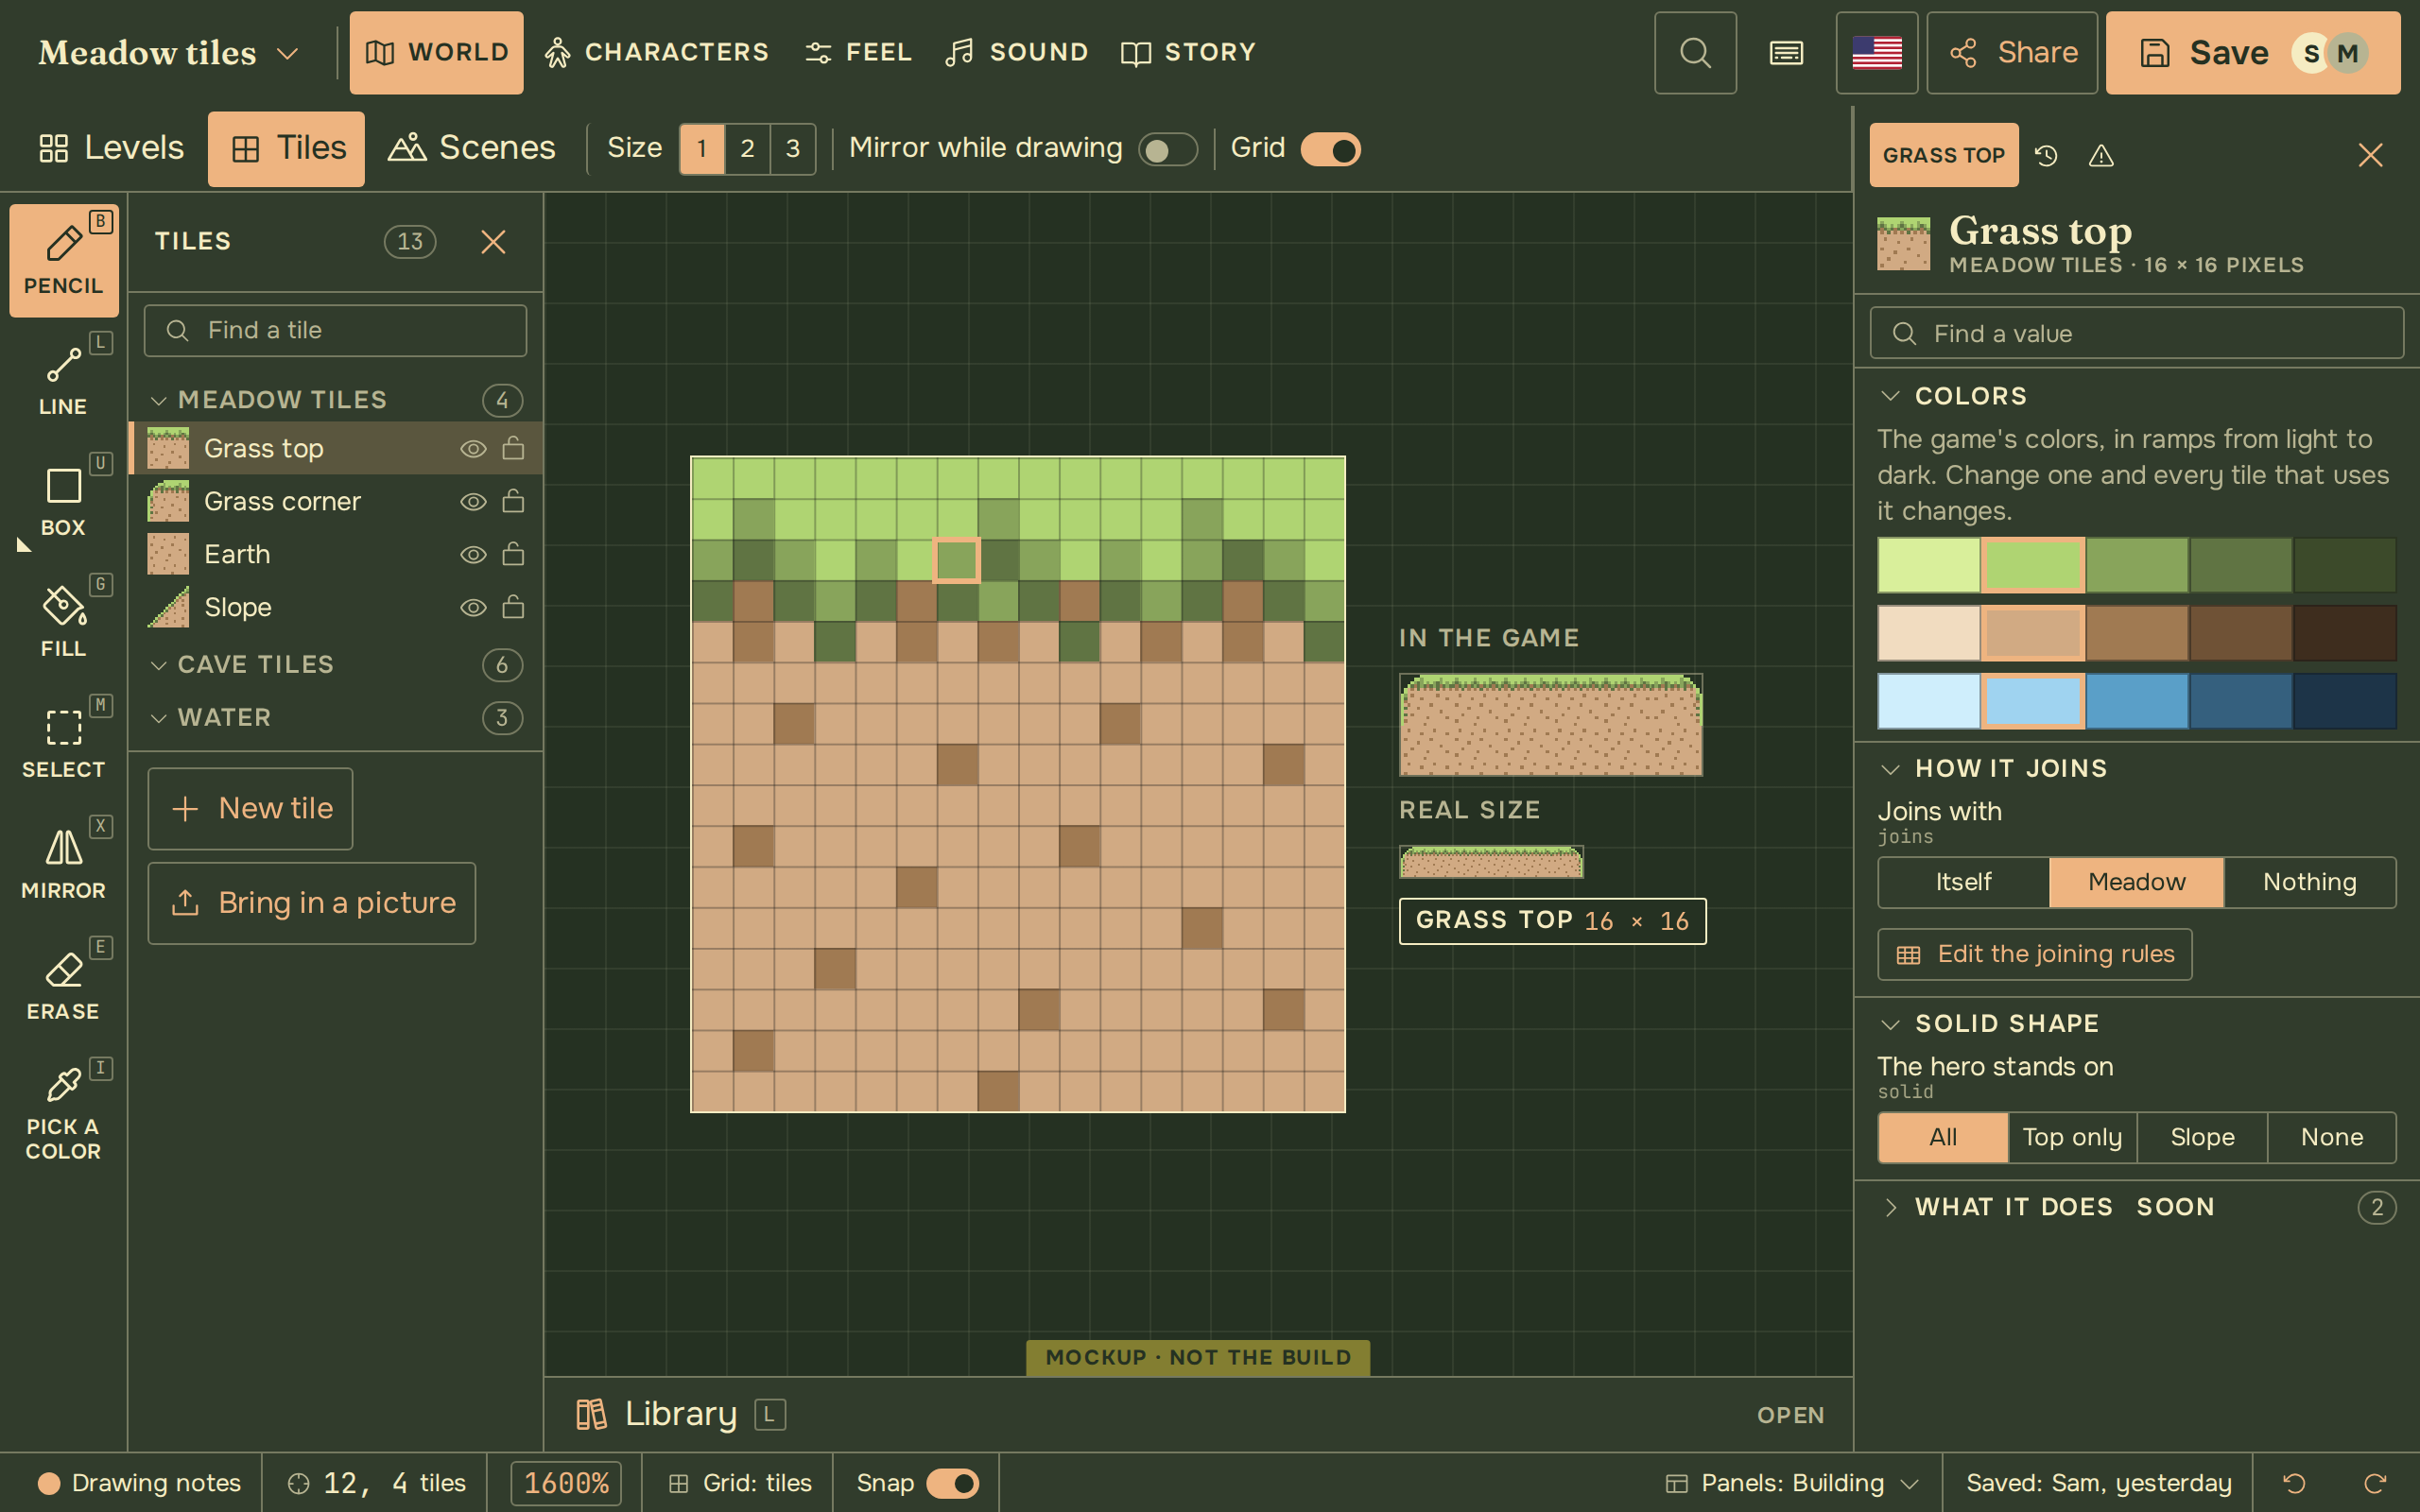 Meadow tiles
WORLD
CHARACTERS
FEEL
SOUND
STORY
Share
Save
S
M
Levels
Tiles
Scenes
Size
1
2
3
Mirror while drawing
Grid
GRASS TOP
B
PENCIL
L
LINE
U
BOX
G
FILL
M
SELECT
X
MIRROR
E
ERASE
I
PICK A
COLOR
TILES
13
Find a tile
MEADOW TILES
4
Grass top
Grass corner
Earth
Slope
CAVE TILES
6
WATER
3
New tile
Bring in a picture
IN THE GAME
REAL SIZE
GRASS TOP 16 × 16
MOCKUP · NOT THE BUILD
Library
L
OPEN
Grass top
MEADOW TILES · 16 × 16 PIXELS
Find a value
COLORS
The game's colors, in ramps from light to
dark. Change one and every tile that uses
it changes.
HOW IT JOINS
Joins with
joins
Itself
Meadow
Nothing
Edit the joining rules
SOLID SHAPE
The hero stands on
solid
All
Top only
Slope
None
WHAT IT DOES SOON
2
Drawing notes
12, 4 tiles
1600%
Grid: tiles
Snap
Panels: Building
Saved: Sam, yesterday